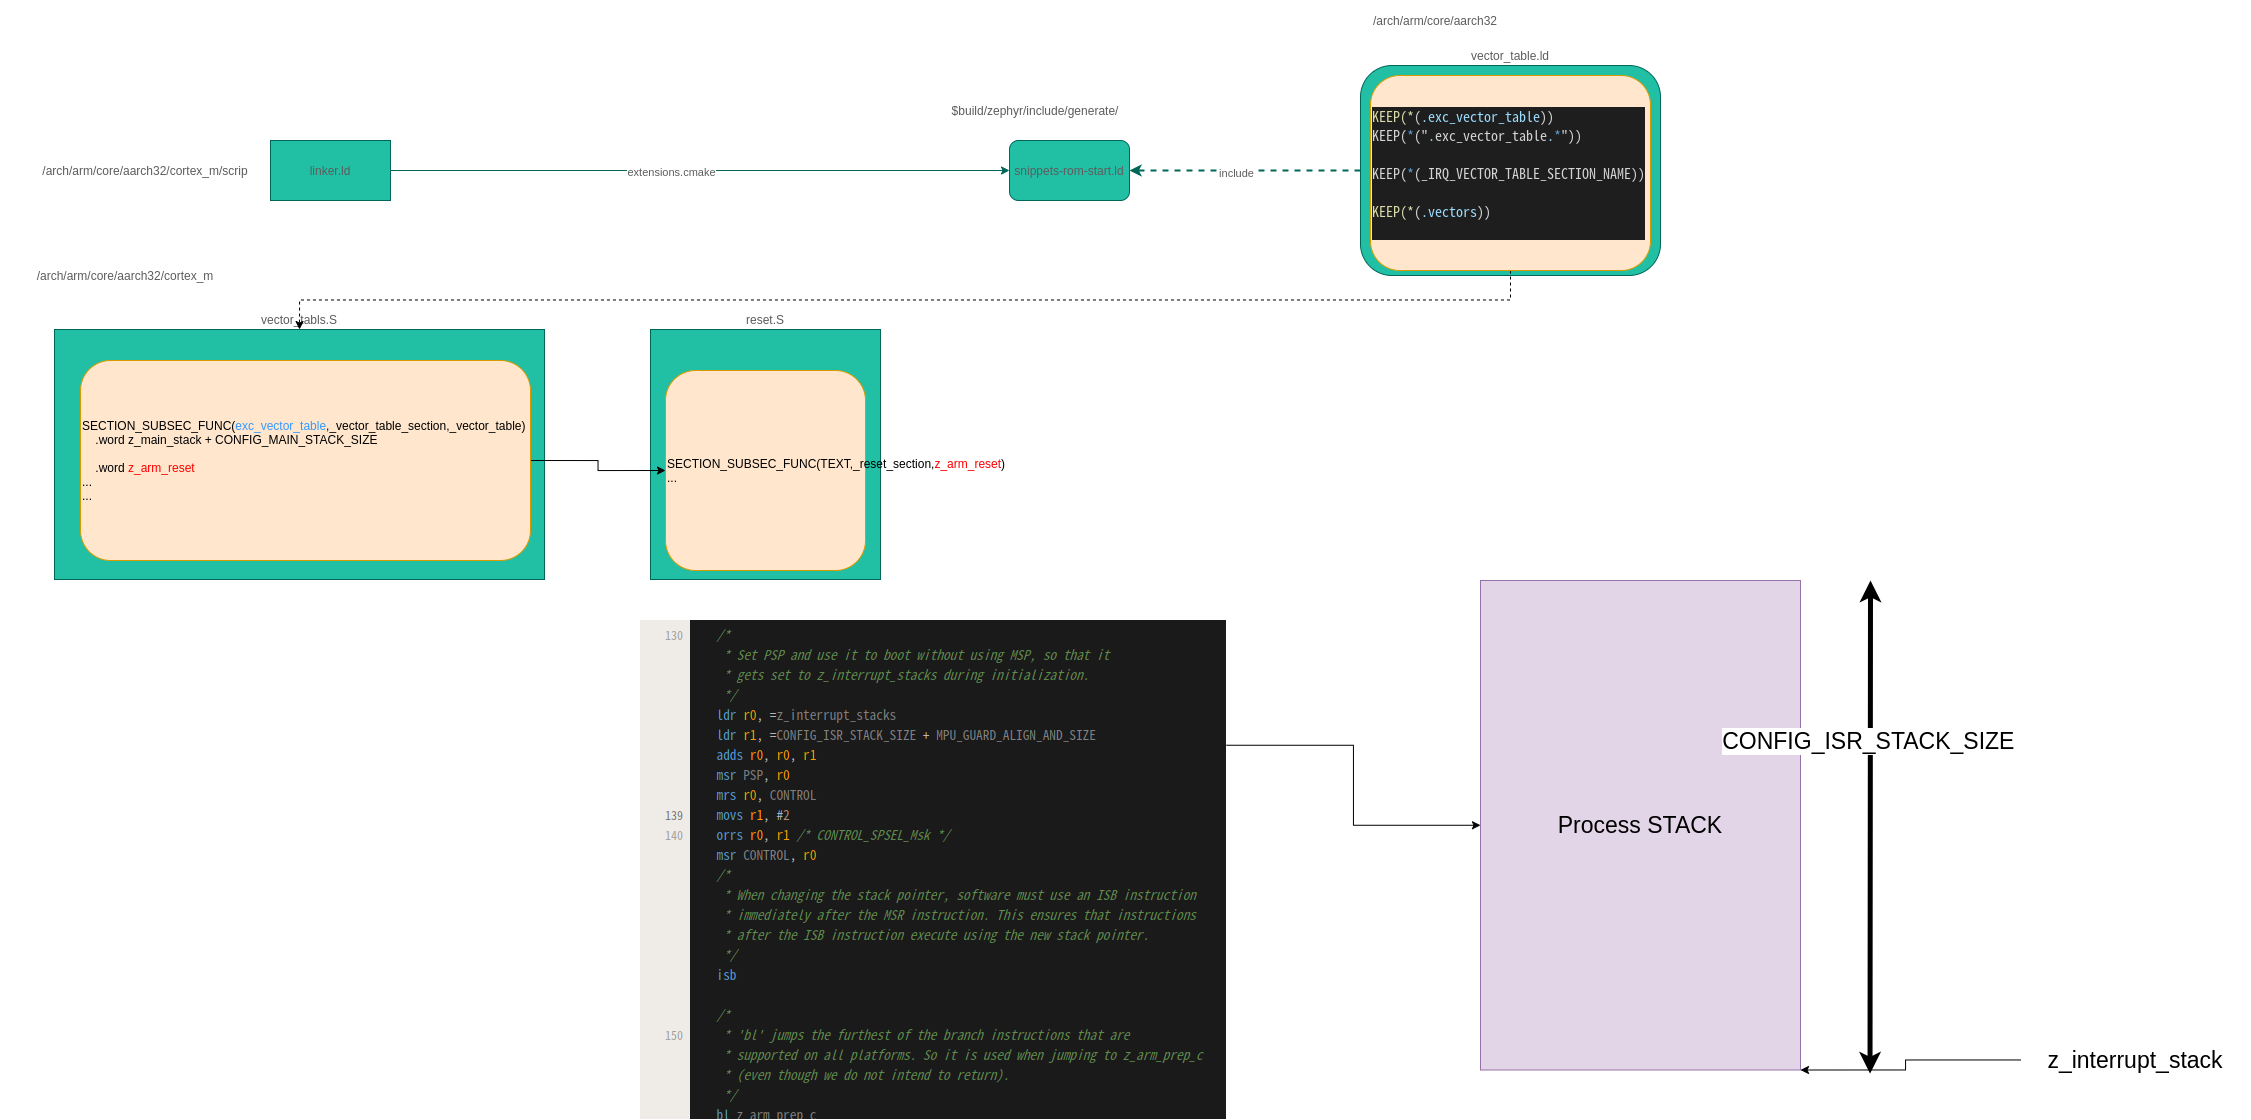 /arch/arm/core/aarch32
vector_table.ld
KEEP(*(.exc_vector_table))
KEEP(*(".exc_vector_table.*"))
KEEP(*(_IRQ_VECTOR_TABLE_SECTION_NAME))
KEEP(*(.vectors))
$build/zephyr/include/generate/
/arch/arm/core/aarch32/cortex_m/scrip
linker.ld
extensions.cmake
snippets-rom-start.ld
include
/arch/arm/core/aarch32/cortex_m
vector_tabls.S
SECTION_SUBSEC_FUNC(exc_vector_table,_vector_table_section,_vector_table)
.word z_main_stack + CONFIG_MAIN_STACK_SIZE
.word z_arm_reset
...
...
reset.S
SECTION_SUBSEC_FUNC(TEXT,_reset_section,z_arm_reset)
...
130 /*
* Set PSP and use it to boot without using MSP, so that it
* gets set to z_interrupt_stacks during initialization.
*/
ldr r0, =z_interrupt_stacks
ldr r1, =CONFIG_ISR_STACK_SIZE + MPU_GUARD_ALIGN_AND_SIZE
adds r0, r0, r1
msr PSP, r0
mrs r0, CONTROL
139 movs r1, #2
140 orrs r0, r1 /* CONTROL_SPSEL_Msk */
msr CONTROL, r0
/*
* When changing the stack pointer, software must use an ISB instruction
* immediately after the MSR instruction. This ensures that instructions
* after the ISB instruction execute using the new stack pointer.
*/
isb
/*
150 * 'bl' jumps the furthest of the branch instructions that are
* supported on all platforms. So it is used when jumping to z_arm_prep_c
* (even though we do not intend to return).
*/
bl z_arm_prep_c
Process STACK
CONFIG_ISR_STACK_SIZE
z_interrupt_stack